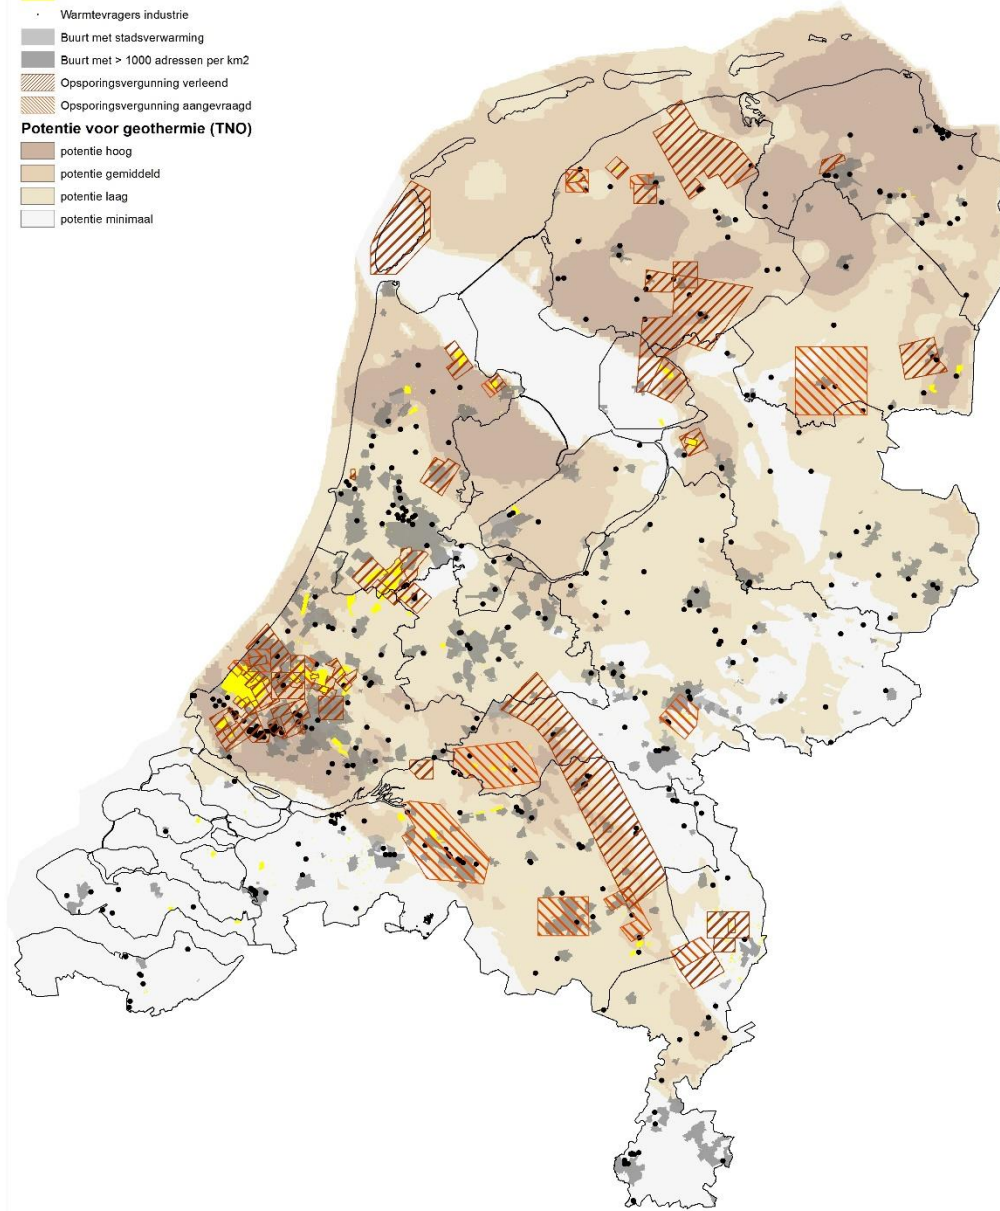 Warmtevragers industrie
Buurt met stadsverwarming
Buurt met > 1000 adressen per km2
Opsporingsvergunning verleend
Opsporingsvergunning aangevraagd
Potentie voor geothermie (TNO)
potentie hoog
potentie gemiddeld
potentie laag
potentie minimaal